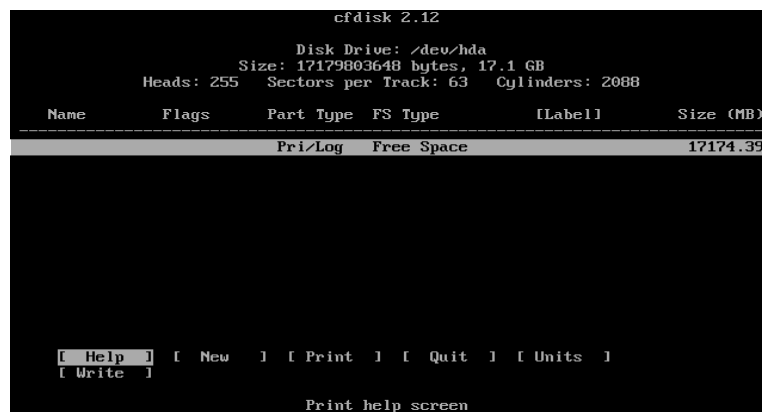 cfdisk 2.12
Disk Drive: /dev/hda
Size: 17179803648 bytes, 17.1 GB
Heads: 255 Sectors per Track: 63 Cylinders: 2088
Name Flags Part Type FS Type [Label] Size (MB)
Pri/Log Free Space 17174.39
[ Help ] [ New ] [ Print ] [ Quit ] [ Units ]
[ Write ]
Print help screen